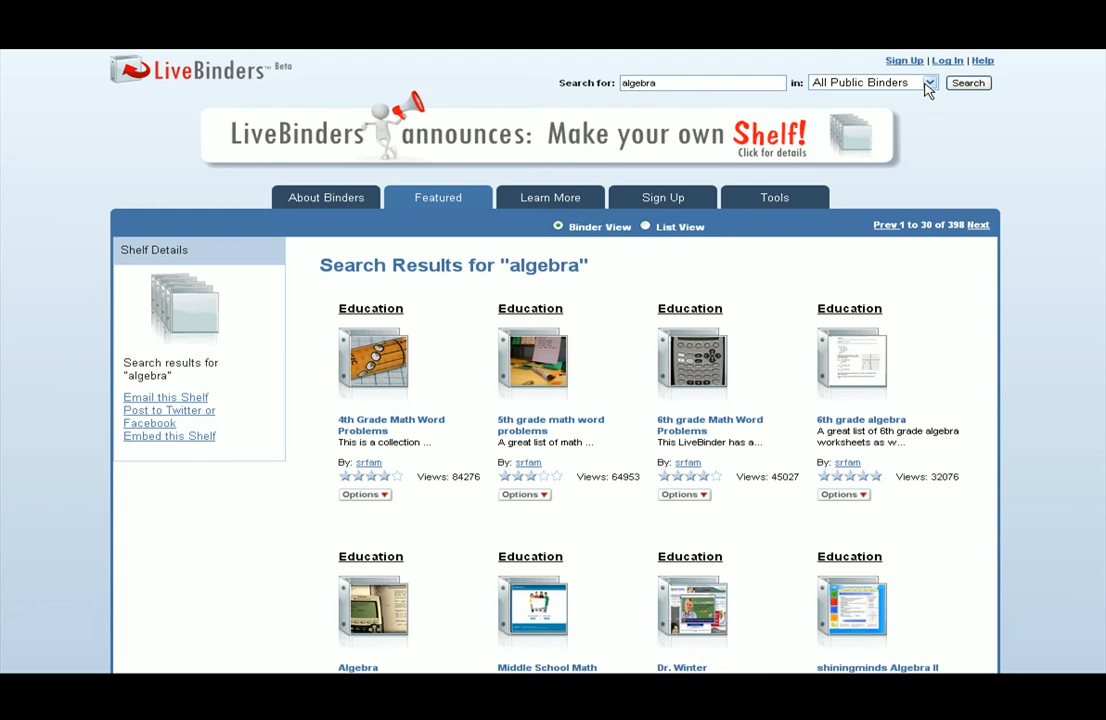 LiveBinders™ Beta
Sign Up | Log In | Help
Search for: algebra in: All Public Binders Search
LiveBinders announces: Make your own Shelf!
Click for details
About Binders Featured Learn More Sign Up Tools
Binder View List View Prev 1 to 30 of 398 Next
Shelf Details
Search results for
"algebra"
Email this Shelf
Post to Twitter or
Facebook
Embed this Shelf
Search Results for "algebra"
Education Education Education Education
4th Grade Math Word
Problems
This is a collection ...
By: srfam
Views: 84276
Options
5th grade math word
problems
A great list of math ...
By: srfam
Views: 64953
Options
6th grade Math Word
Problems
This LiveBinder has a...
By: srfam
Views: 45027
Options
6th grade algebra
A great list of 6th grade algebra
worksheets as w...
By: srfam
Views: 32076
Options
Education Education Education Education
Algebra Middle School Math Dr. Winter shiningminds Algebra II